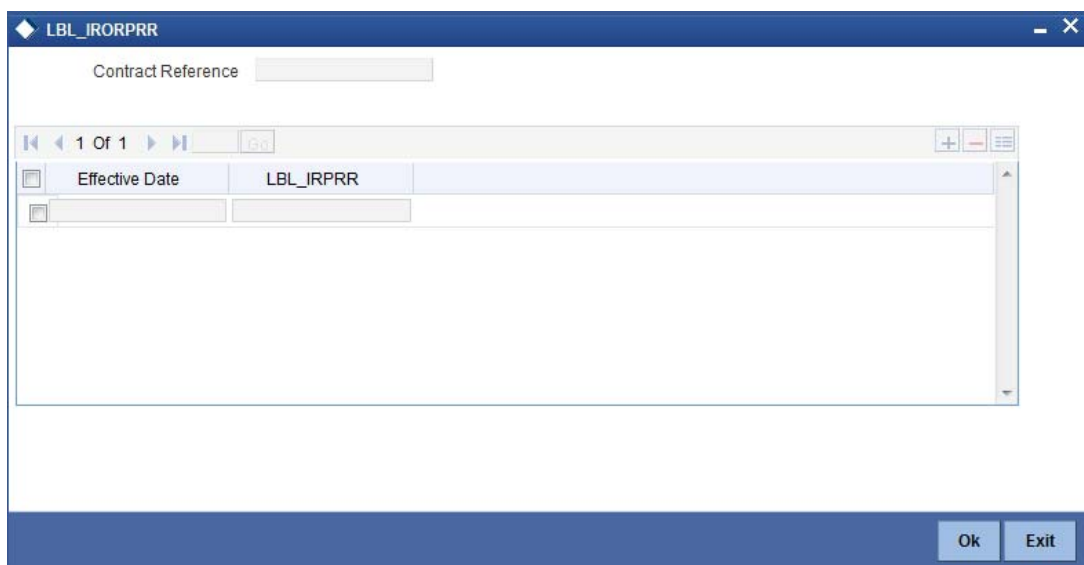 LBL_IRORPRR
Contract Reference
1 Of 1 Go
Effective Date LBL_IRPRR
Ok Exit